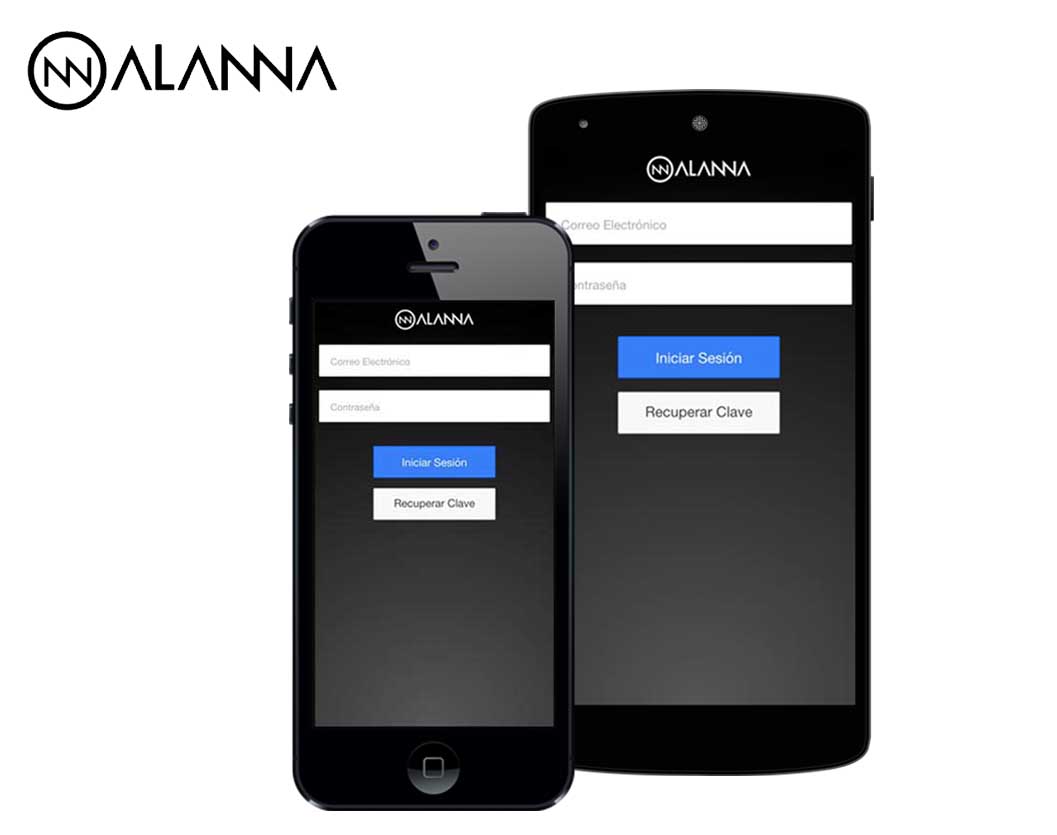 ALANNA
ALANNA
Correo Electrónico
Contraseña
Iniciar Sesión
Recuperar Clave
ALANNA
Correo Electrónico
ontraseña
Iniciar Sesión
Recuperar Clave